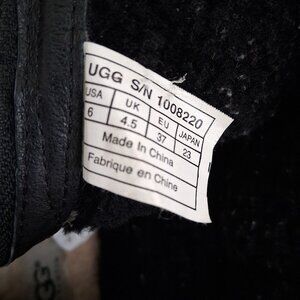 UGG S/N 1008220
USA UK EU JAPAN
6 4.5 37 23
Made In China
Fabrique en Chine